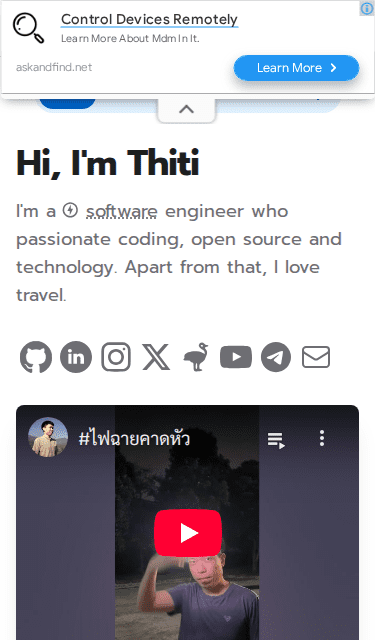 Control Devices Remotely
Learn More About Mdm In It.
askandfind.net
Learn More
Hi, I'm Thiti
I'm a software engineer who
passionate coding, open source and
technology. Apart from that, I love
travel.
#ไฟฉายคาดหัว